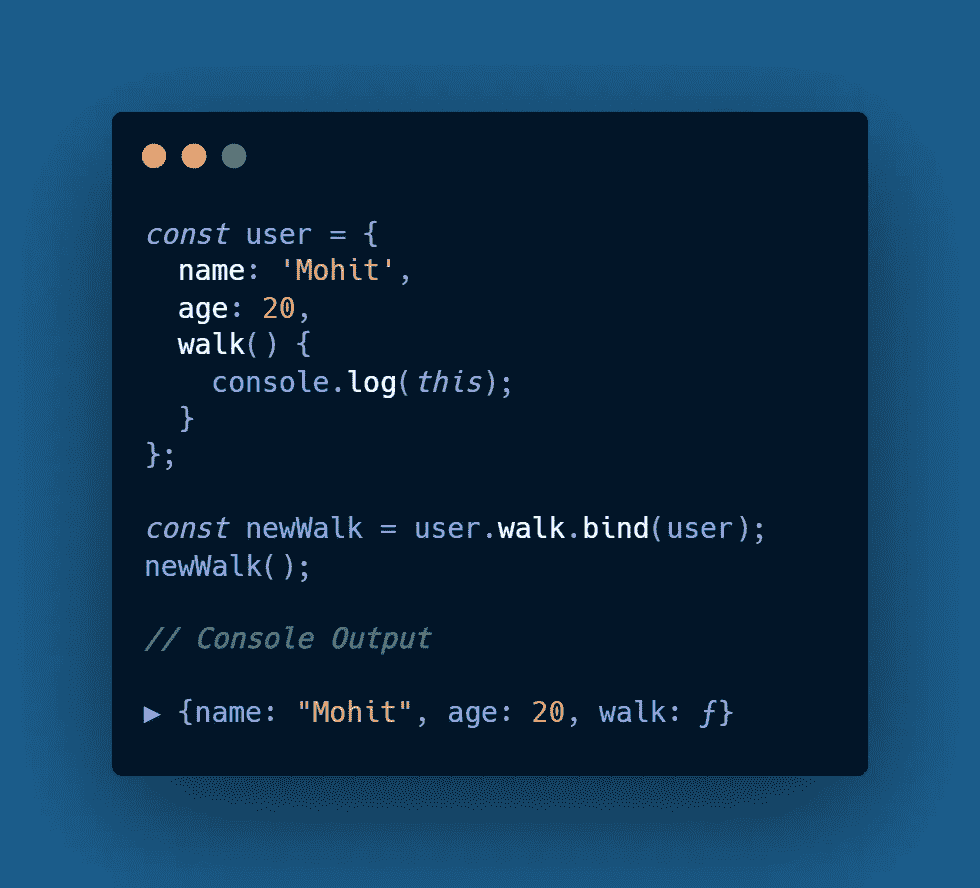 const user = {
  name: 'Mohit',
  age: 20,
  walk() {
    console.log(this);
  }
};

const newWalk = user.walk.bind(user);
newWalk();

// Console Output

▶ {name: "Mohit", age: 20, walk: ƒ}